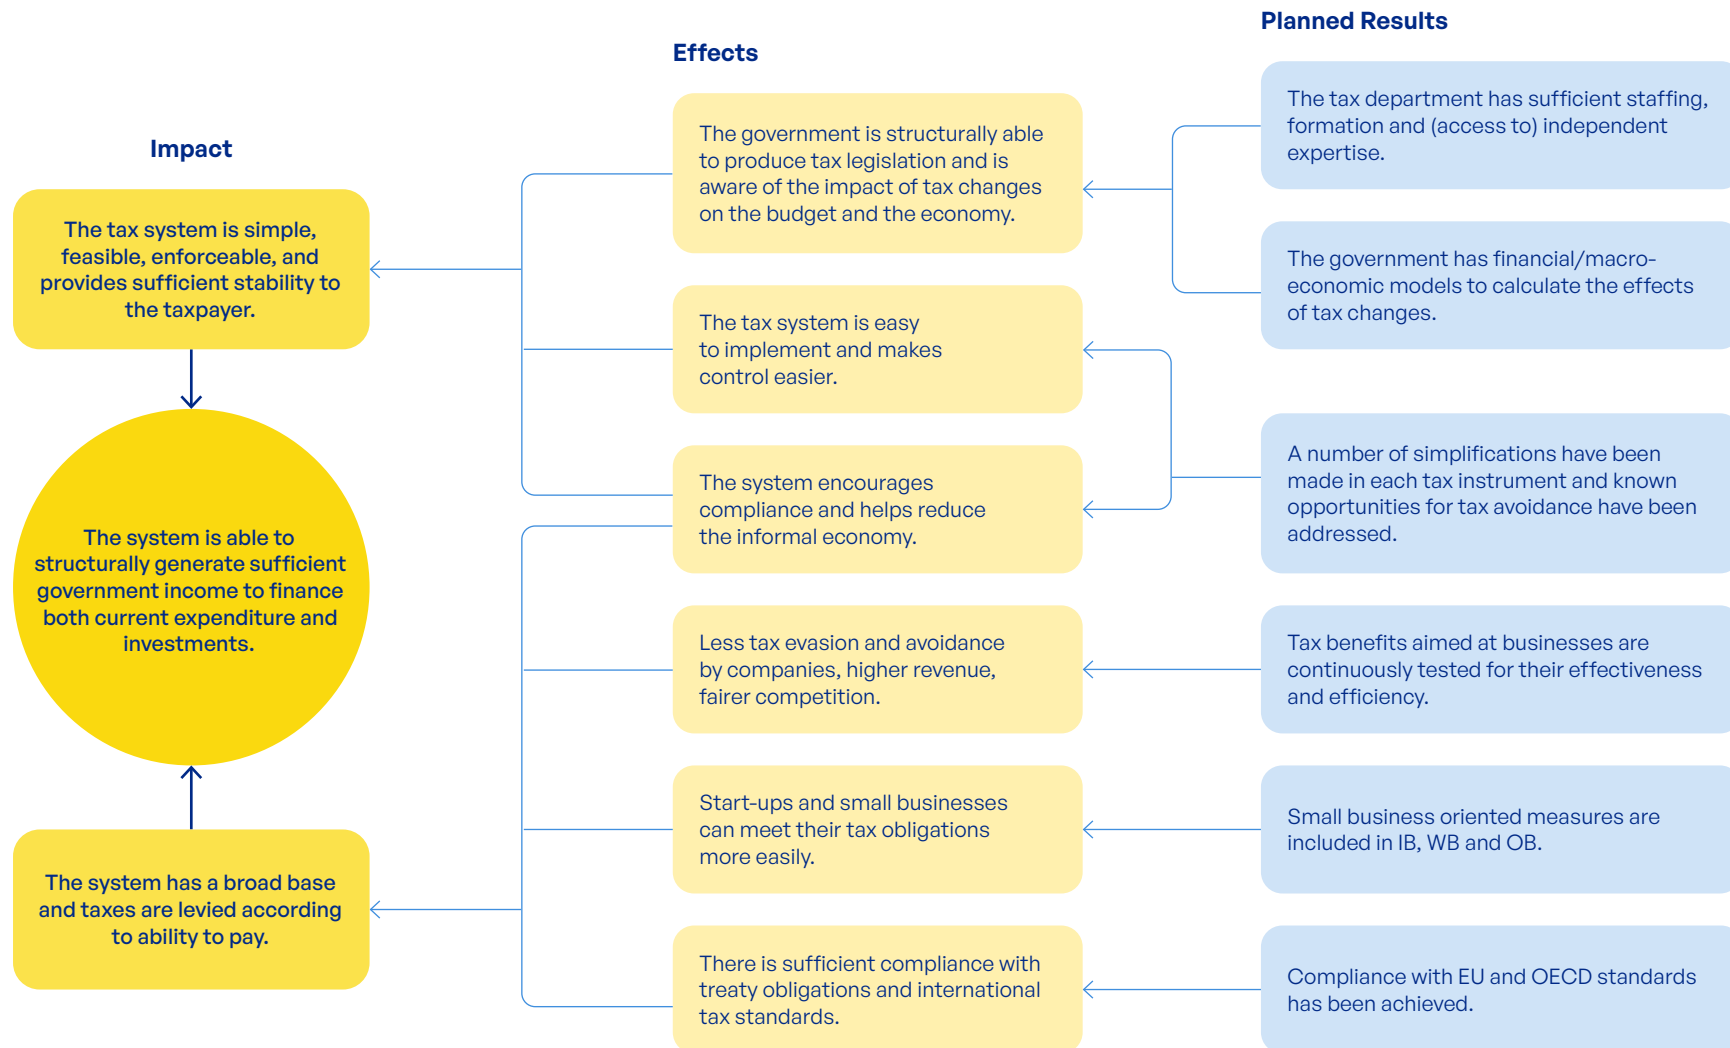 Impact
The tax system is simple,
feasible, enforceable, and
provides sufficient stability to
the taxpayer.
The system is able to
structurally generate sufficient
government income to finance
both current expenditure and
investments.
The system has a broad base
and taxes are levied according
to ability to pay.
Effects
The government is structurally able
to produce tax legislation and is
aware of the impact of tax changes
on the budget and the economy.
The tax system is easy
to implement and makes
control easier.
The system encourages
compliance and helps reduce
the informal economy.
Less tax evasion and avoidance
by companies, higher revenue,
fairer competition.
Start-ups and small businesses
can meet their tax obligations
more easily.
There is sufficient compliance with
treaty obligations and international
tax standards.
Planned Results
The tax department has sufficient staffing,
formation and (access to) independent
expertise.
The government has financial/macro-
economic models to calculate the effects
of tax changes.
A number of simplifications have been
made in each tax instrument and known
opportunities for tax avoidance have been
addressed.
Tax benefits aimed at businesses are
continuously tested for their effectiveness
and efficiency.
Small business oriented measures are
included in IB, WB and OB.
Compliance with EU and OECD standards
has been achieved.